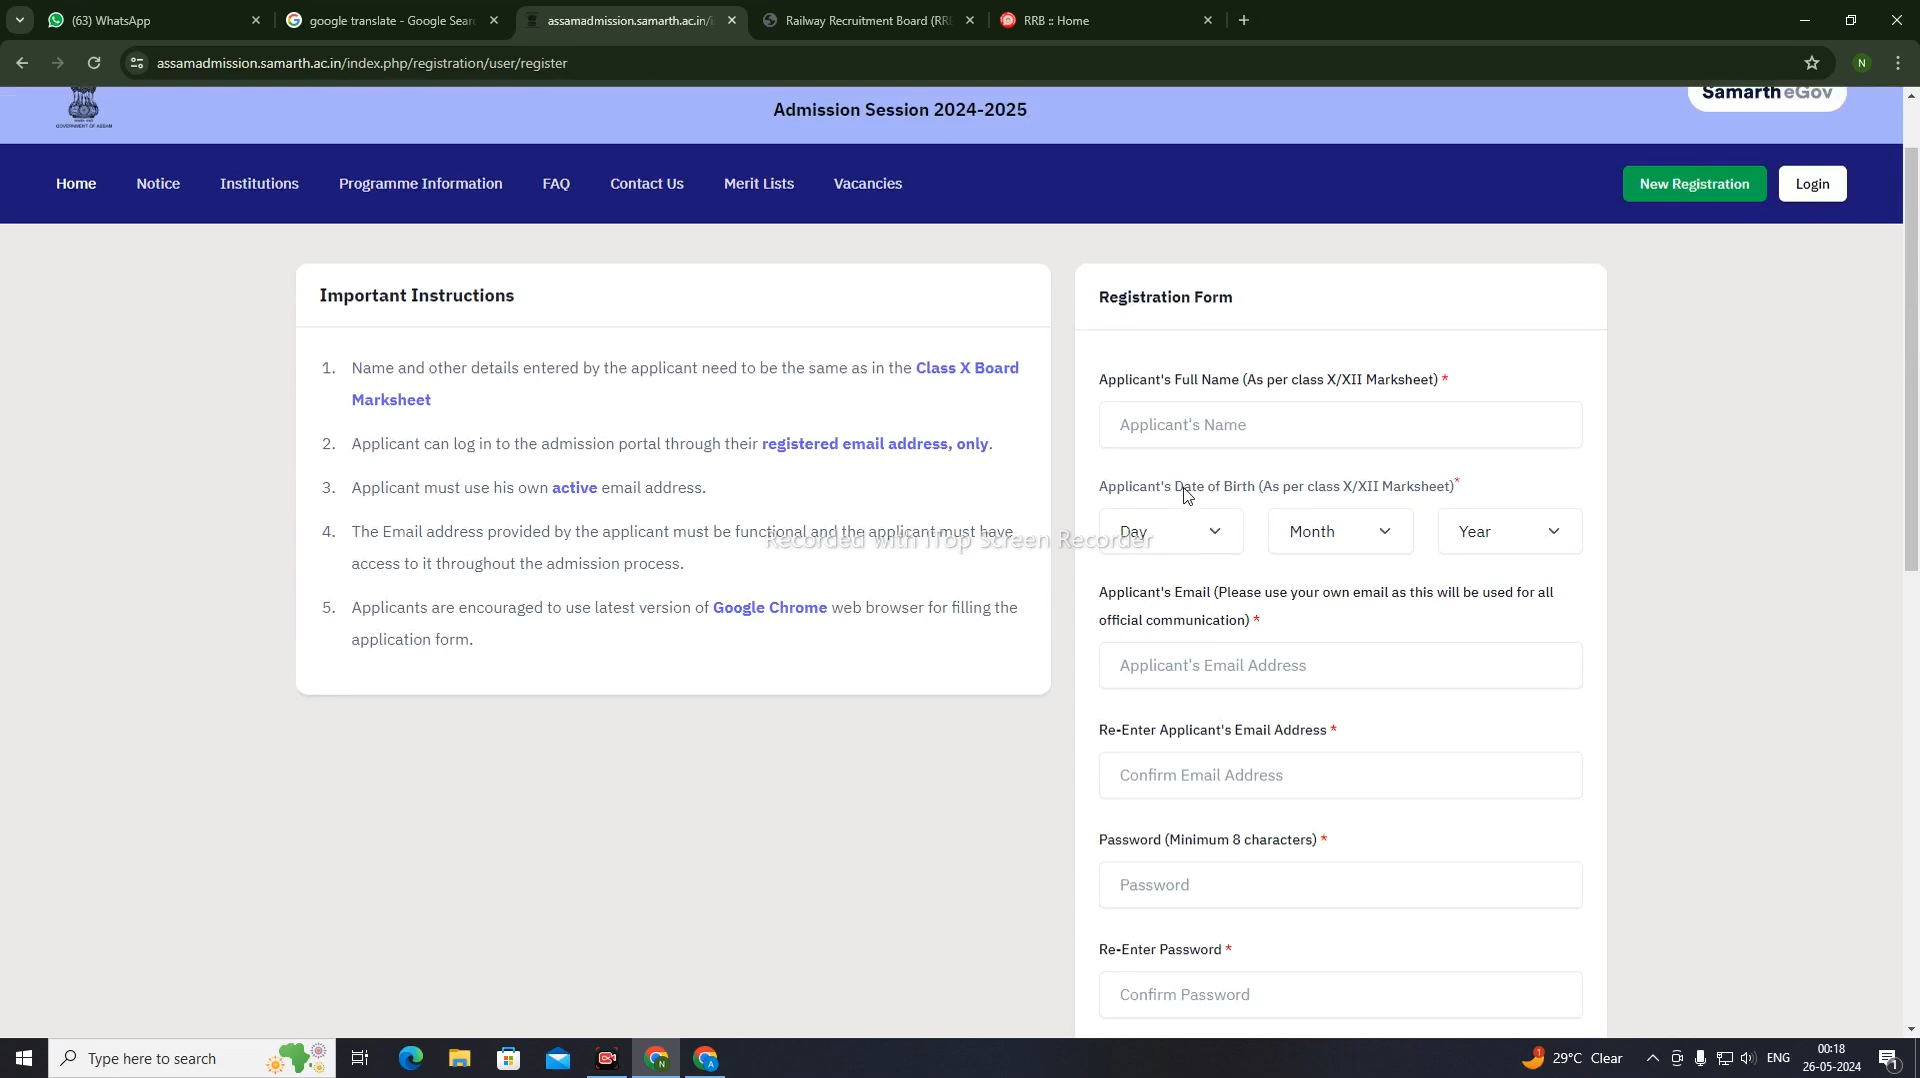 (63) WhatsApp
google translate - Google Sear
assamadmission.samarth.ac.in/i
Railway Recruitment Board (RRB
RRB :: Home
assamadmission.samarth.ac.in/index.php/registration/user/register
N
GOVERNMENT OF ASSAM
Admission Session 2024-2025
Samarth eGov
Home
Notice
Institutions
Programme Information
FAQ
Contact Us
Merit Lists
Vacancies
New Registration
Login
Important Instructions
1. Name and other details entered by the applicant need to be the same as in the Class X Board
Marksheet
2. Applicant can log in to the admission portal through their registered email address, only.
3. Applicant must use his own active email address.
4. The Email address provided by the applicant must be functional and the applicant must have
access to it throughout the admission process.
5. Applicants are encouraged to use latest version of Google Chrome web browser for filling the
application form.
Registration Form
Applicant's Full Name (As per class X/XII Marksheet) *
Applicant's Name
Applicant's Date of Birth (As per class X/XII Marksheet)*
Day
Month
Year
Recorded with iTop Screen Recorder
Applicant's Email (Please use your own email as this will be used for all
official communication) *
Applicant's Email Address
Re-Enter Applicant's Email Address *
Confirm Email Address
Password (Minimum 8 characters) *
Password
Re-Enter Password *
Confirm Password
Type here to search
N
A
1
29°C Clear
ENG
00:18
26-05-2024
1